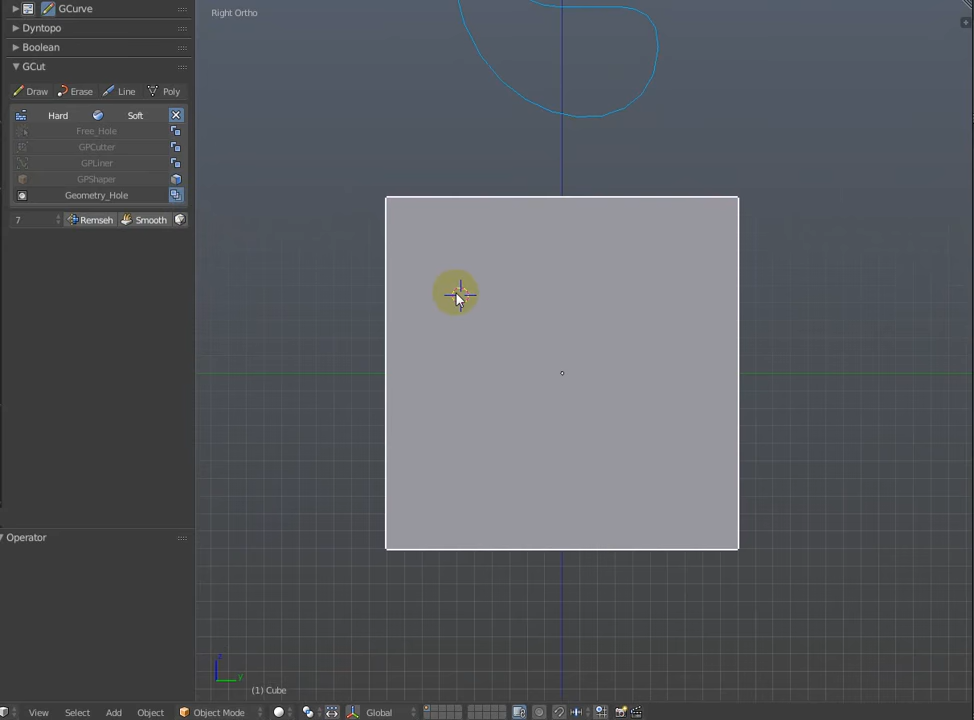 GCurve
Right Ortho
Dyntopo
Boolean
GCut
Draw Erase Line Poly
Hard Soft
Free_Hole
GPCutter
GPLiner
GPShaper
Geometry_Hole
7 Remseh Smooth
Operator
z
y
(1) Cube
View Select Add Object Object Mode Global